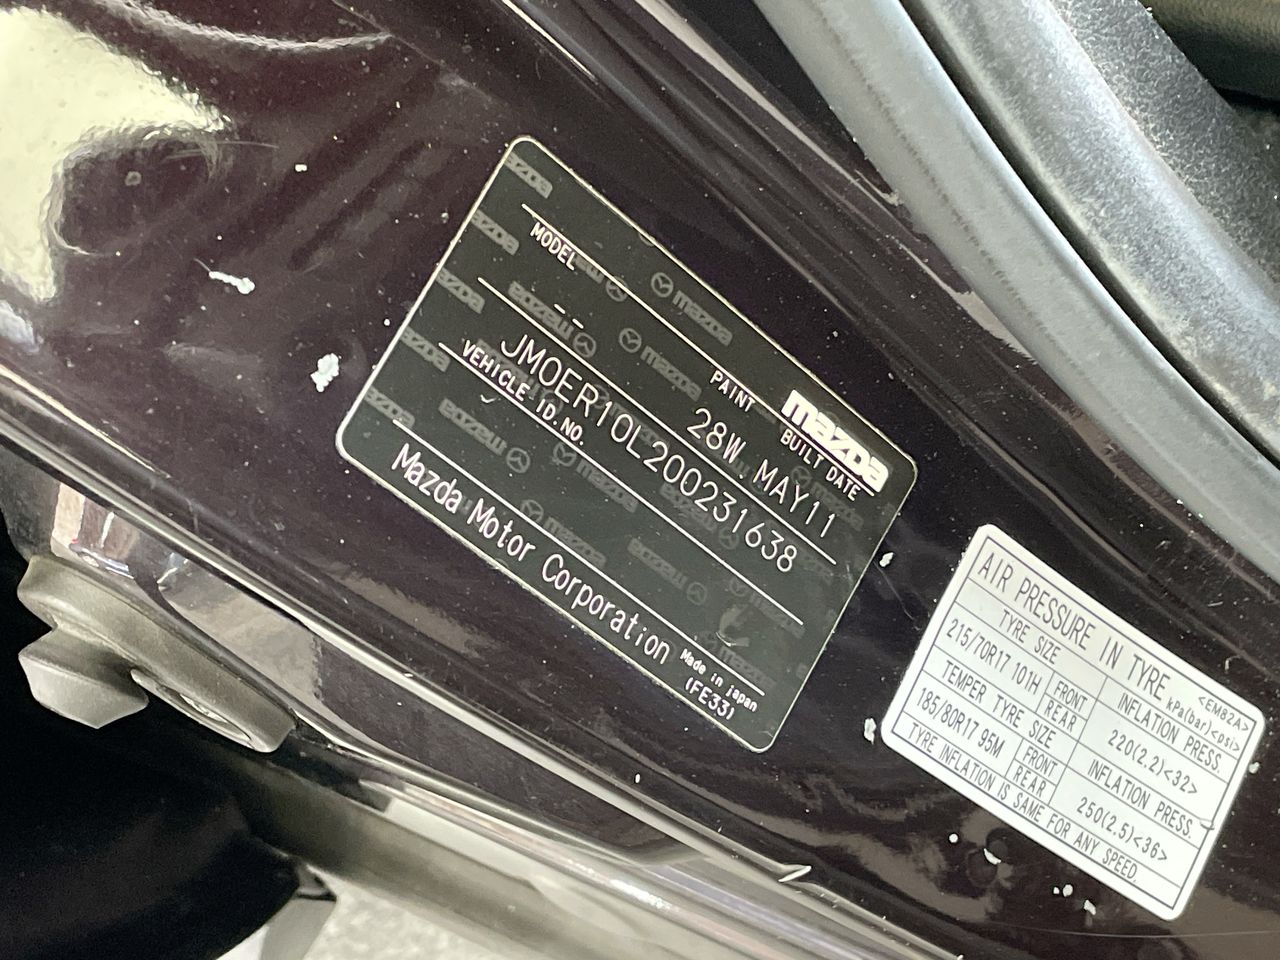 mazda
MODEL PAINT BUILT DATE
-- 28W MAY11
JM0ER10L200231638
VEHICLE ID.NO.
Mazda Motor Corporation
Made in japan
(FE33)
<EM82A>
AIR PRESSURE IN TYRE kPa(bar)<psi>
TYRE SIZE INFLATION PRESS.
215/70R17 101H FRONT REAR 220(2.2)<32>
TEMPER TYRE SIZE INFLATION PRESS.
185/80R17 95M FRONT REAR 250(2.5)<36>
TYRE INFLATION IS SAME FOR ANY SPEED.